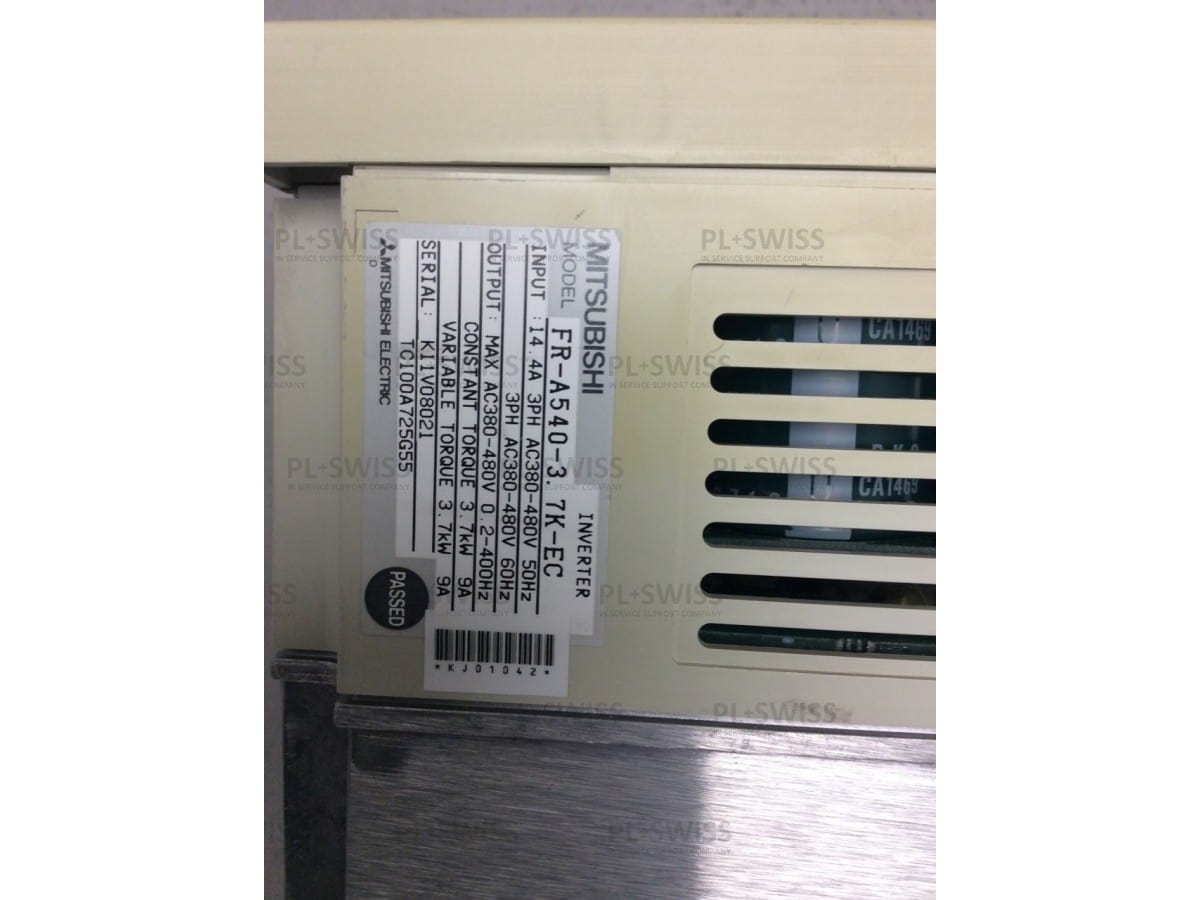 MITSUBISHI
INVERTER
MODEL FR-A540-3.7K-EC
INPUT : 14.4A 3PH AC380-480V 50Hz
3PH AC380-480V 60Hz
OUTPUT: MAX AC380-480V 0.2-400Hz
CONSTANT TORQUE 3.7kW 9A
VARIABLE TORQUE 3.7kW 9A
SERIAL: K11V08021
TC100A725G55
MITSUBISHI ELECTRIC
PASSED
*KJ01042*
CA1469
CA1469
PL+SWISS
IN SERVICE SUPPORT COMPANY